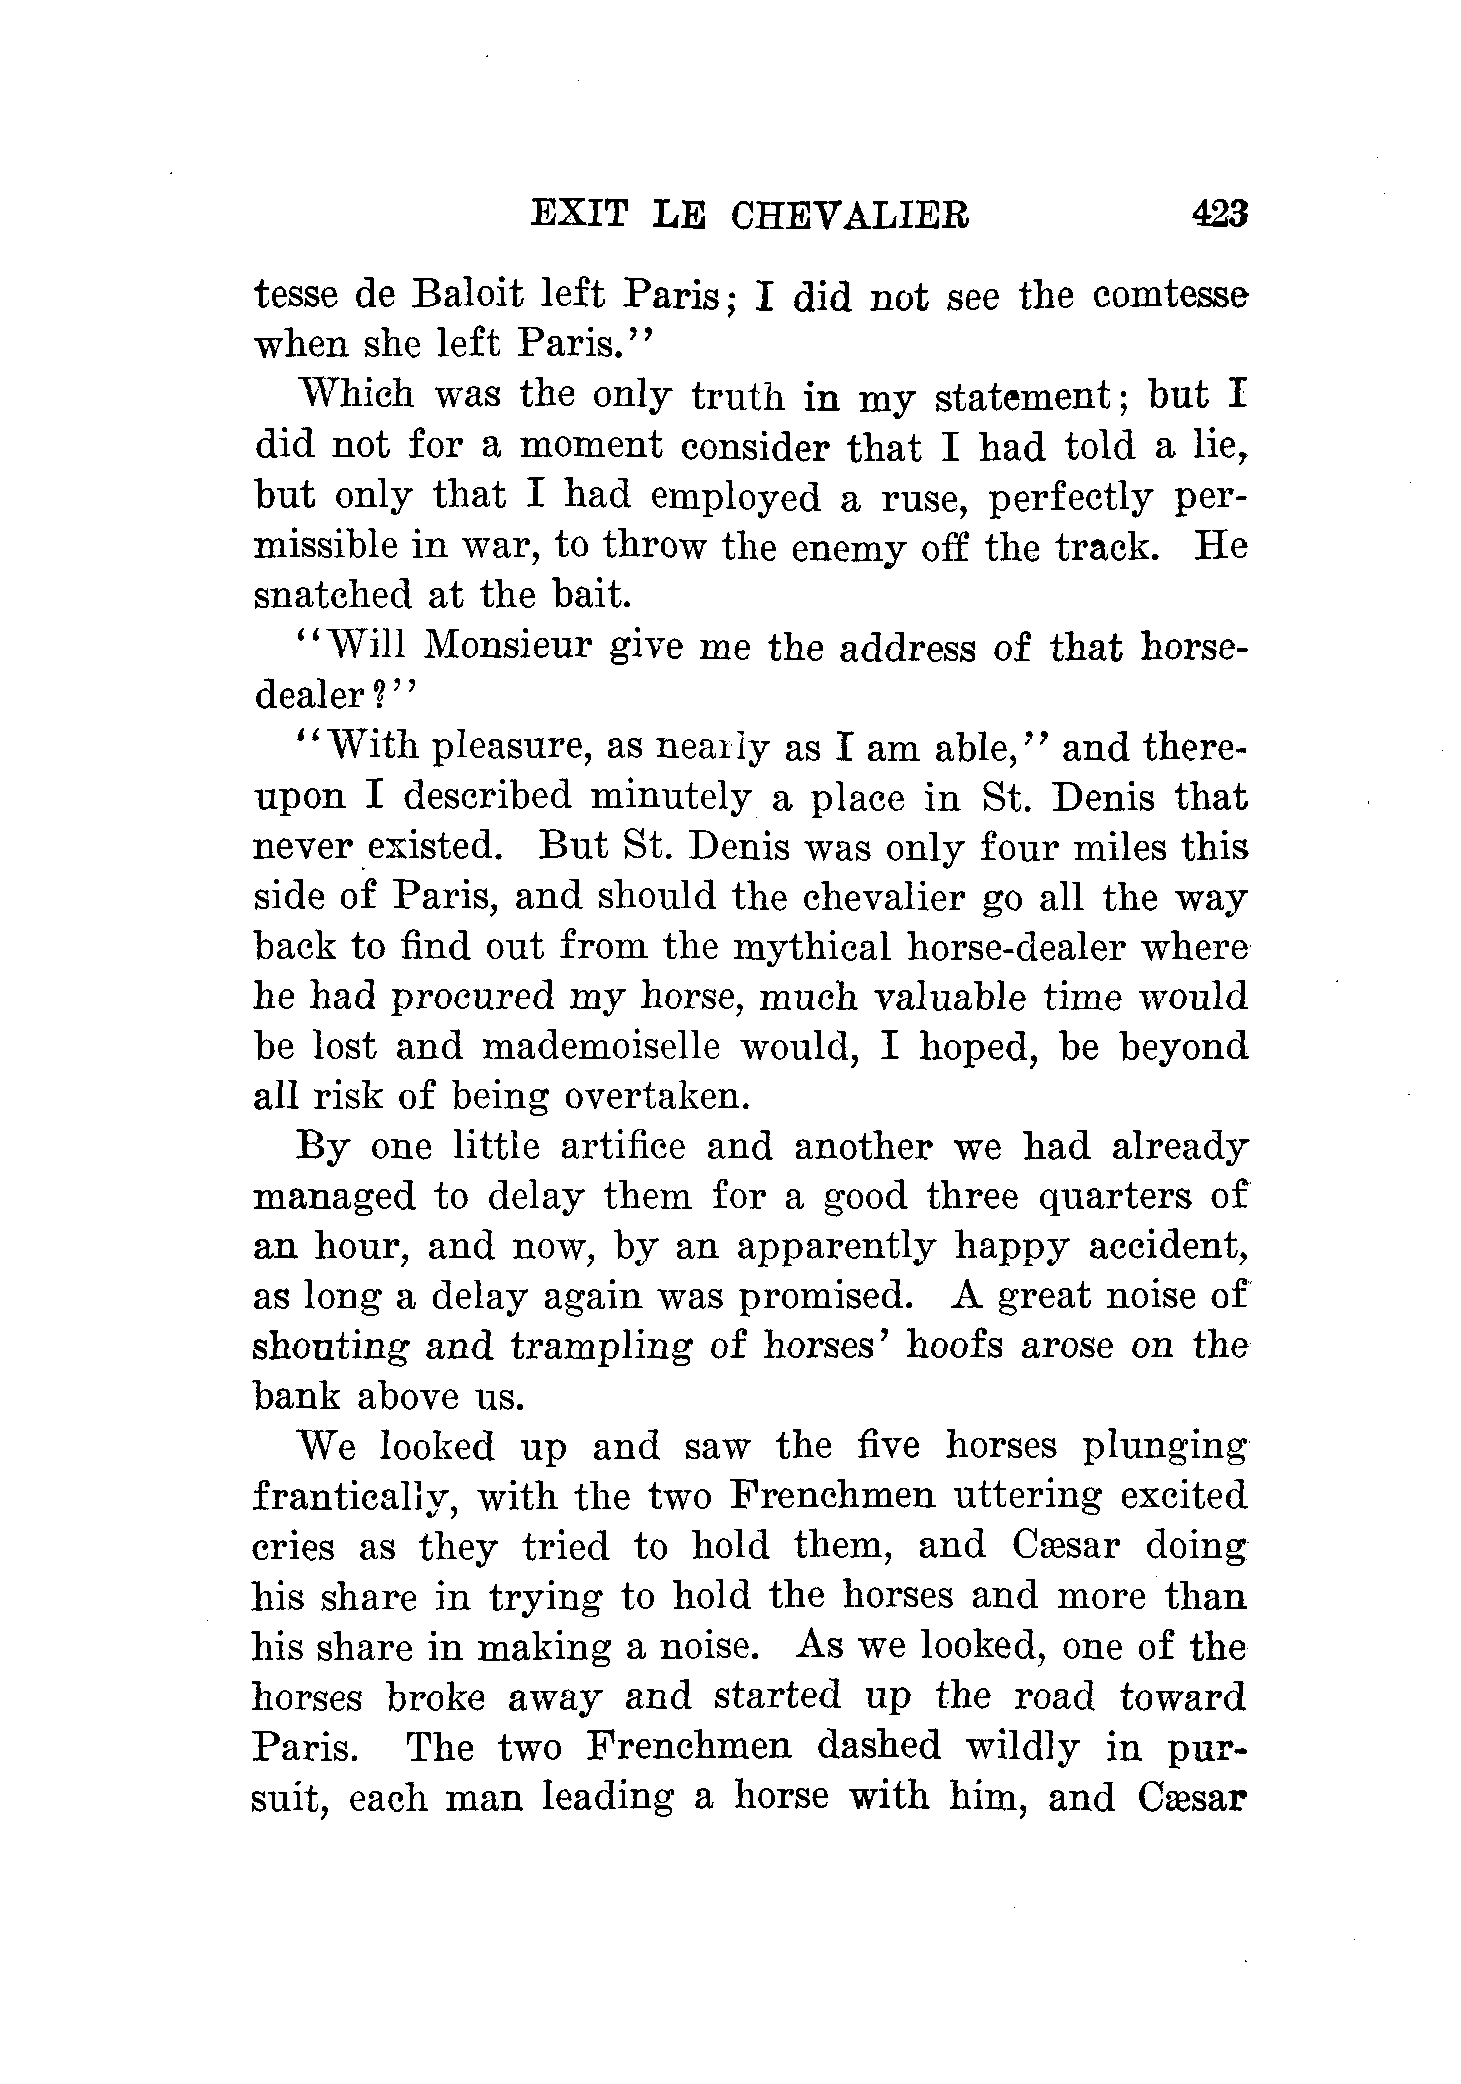 EXIT LE CHEVALIER 423
tesse de Baloit left Paris; I did not see the comtesse
when she left Paris.''
Which was the only truth in my statement; but I
did not for a moment consider that I had told a lie,
but only that I had employed a ruse, perfectly per-
missible in war, to throw the enemy off the track. He
snatched at the bait.
‘‘Will Monsieur give me the address of that horse-
dealer?’’
‘‘With pleasure, as nearly as I am able,’’ and there-
upon I described minutely a place in St. Denis that
never existed. But St. Denis was only four miles this
side of Paris, and should the chevalier go all the way
back to find out from the mythical horse-dealer where
he had procured my horse, much valuable time would
be lost and mademoiselle would, I hoped, be beyond
all risk of being overtaken.
By one little artifice and another we had already
managed to delay them for a good three quarters of
an hour, and now, by an apparently happy accident,
as long a delay again was promised. A great noise of
shouting and trampling of horses’ hoofs arose on the
bank above us.
We looked up and saw the five horses plunging
frantically, with the two Frenchmen uttering excited
cries as they tried to hold them, and Cæsar doing
his share in trying to hold the horses and more than
his share in making a noise. As we looked, one of the
horses broke away and started up the road toward
Paris. The two Frenchmen dashed wildly in pur-
suit, each man leading a horse with him, and Cæsar